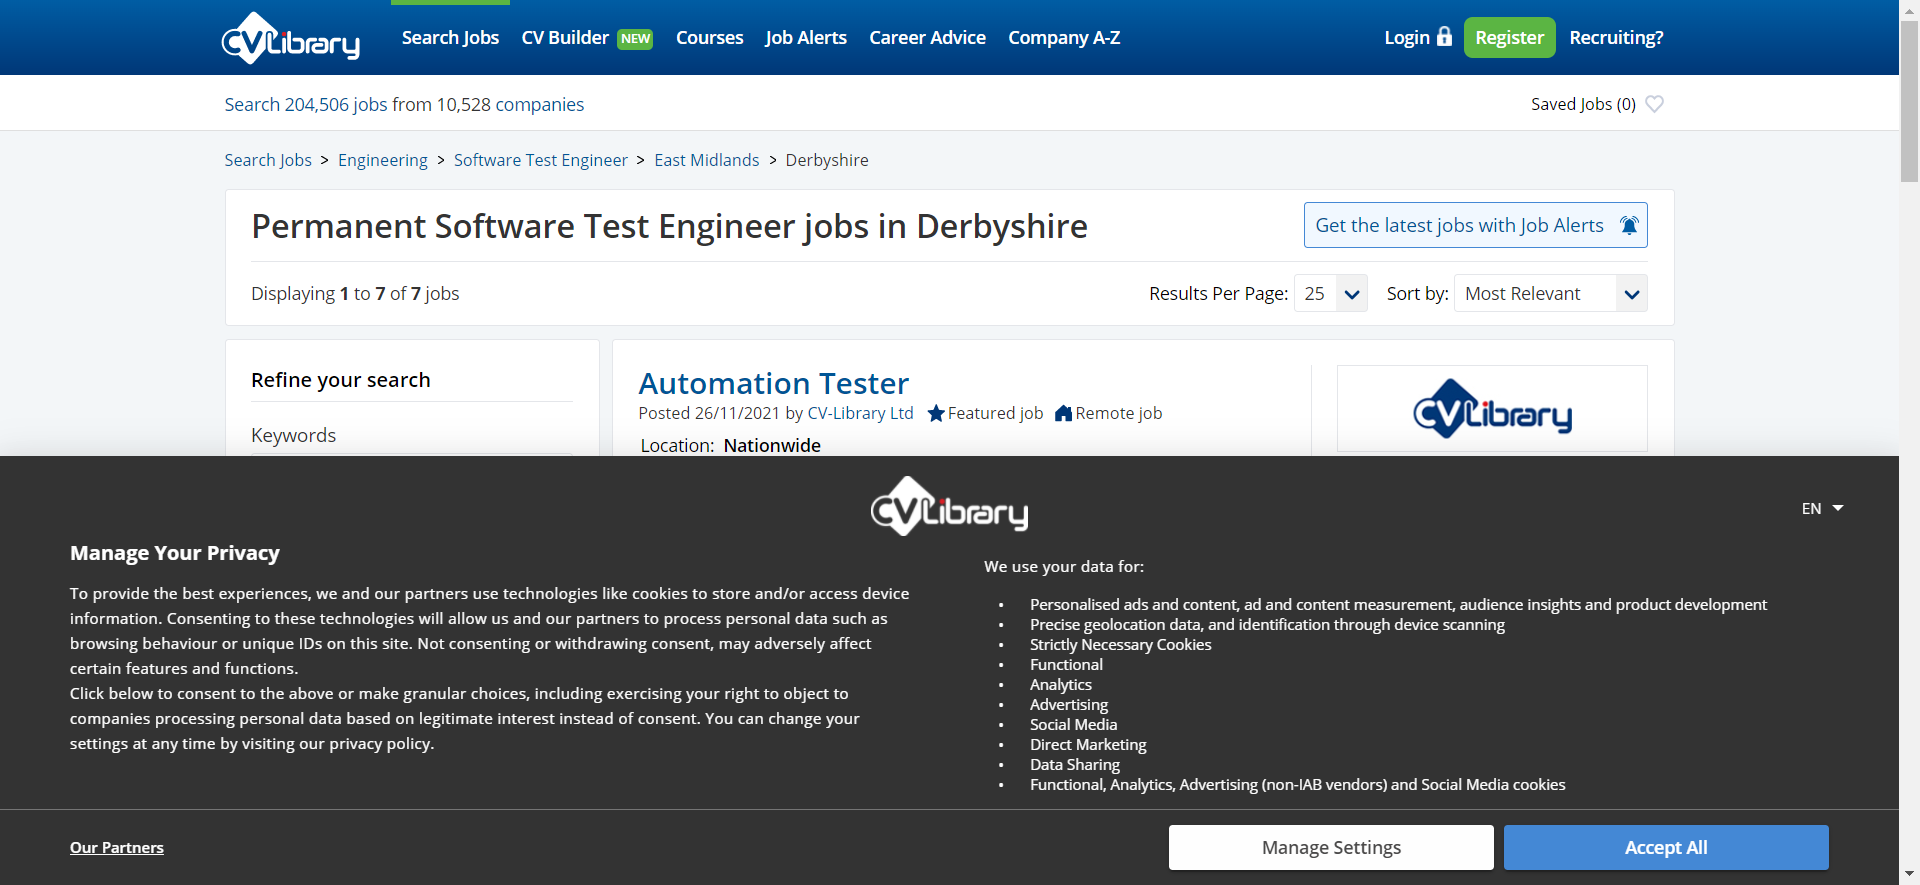 CVLibrary Search Jobs CV Builder NEW Courses Job Alerts Career Advice Company A-Z Login Register Recruiting?
Search 204,506 jobs from 10,528 companies Saved Jobs (0)
Search Jobs > Engineering > Software Test Engineer > East Midlands > Derbyshire
Permanent Software Test Engineer jobs in Derbyshire Get the latest jobs with Job Alerts
Displaying 1 to 7 of 7 jobs Results Per Page: 25 Sort by: Most Relevant
Refine your search
Keywords
Automation Tester
Posted 26/11/2021 by CV-Library Ltd Featured job Remote job
Location: Nationwide
CVLibrary
CVLibrary
EN
Manage Your Privacy
To provide the best experiences, we and our partners use technologies like cookies to store and/or access device
information. Consenting to these technologies will allow us and our partners to process personal data such as
browsing behaviour or unique IDs on this site. Not consenting or withdrawing consent, may adversely affect
certain features and functions.
Click below to consent to the above or make granular choices, including exercising your right to object to
companies processing personal data based on legitimate interest instead of consent. You can change your
settings at any time by visiting our privacy policy.
We use your data for:
• Personalised ads and content, ad and content measurement, audience insights and product development
• Precise geolocation data, and identification through device scanning
• Strictly Necessary Cookies
• Functional
• Analytics
• Advertising
• Social Media
• Direct Marketing
• Data Sharing
• Functional, Analytics, Advertising (non-IAB vendors) and Social Media cookies
Our Partners Manage Settings Accept All